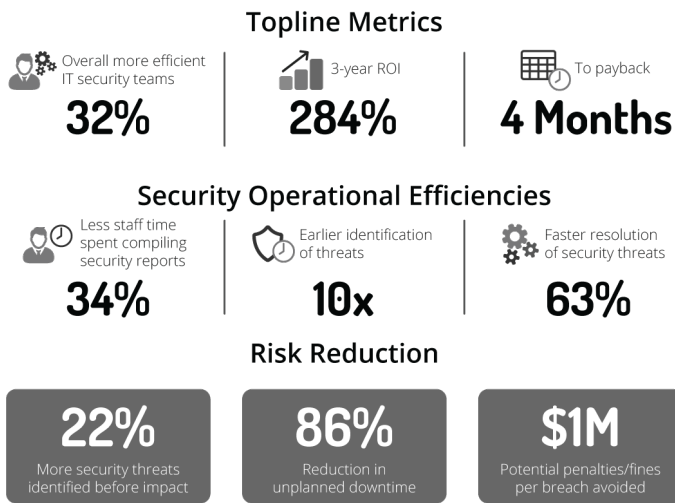 Topline Metrics
Overall more efficient
IT security teams
32%
3-year ROI
284%
To payback
4 Months
Security Operational Efficiencies
Less staff time
spent compiling
security reports
34%
Earlier identification
of threats
10x
Faster resolution
of security threats
63%
Risk Reduction
22%
More security threats
identified before impact
86%
Reduction in
unplanned downtime
$1M
Potential penalties/fines
per breach avoided